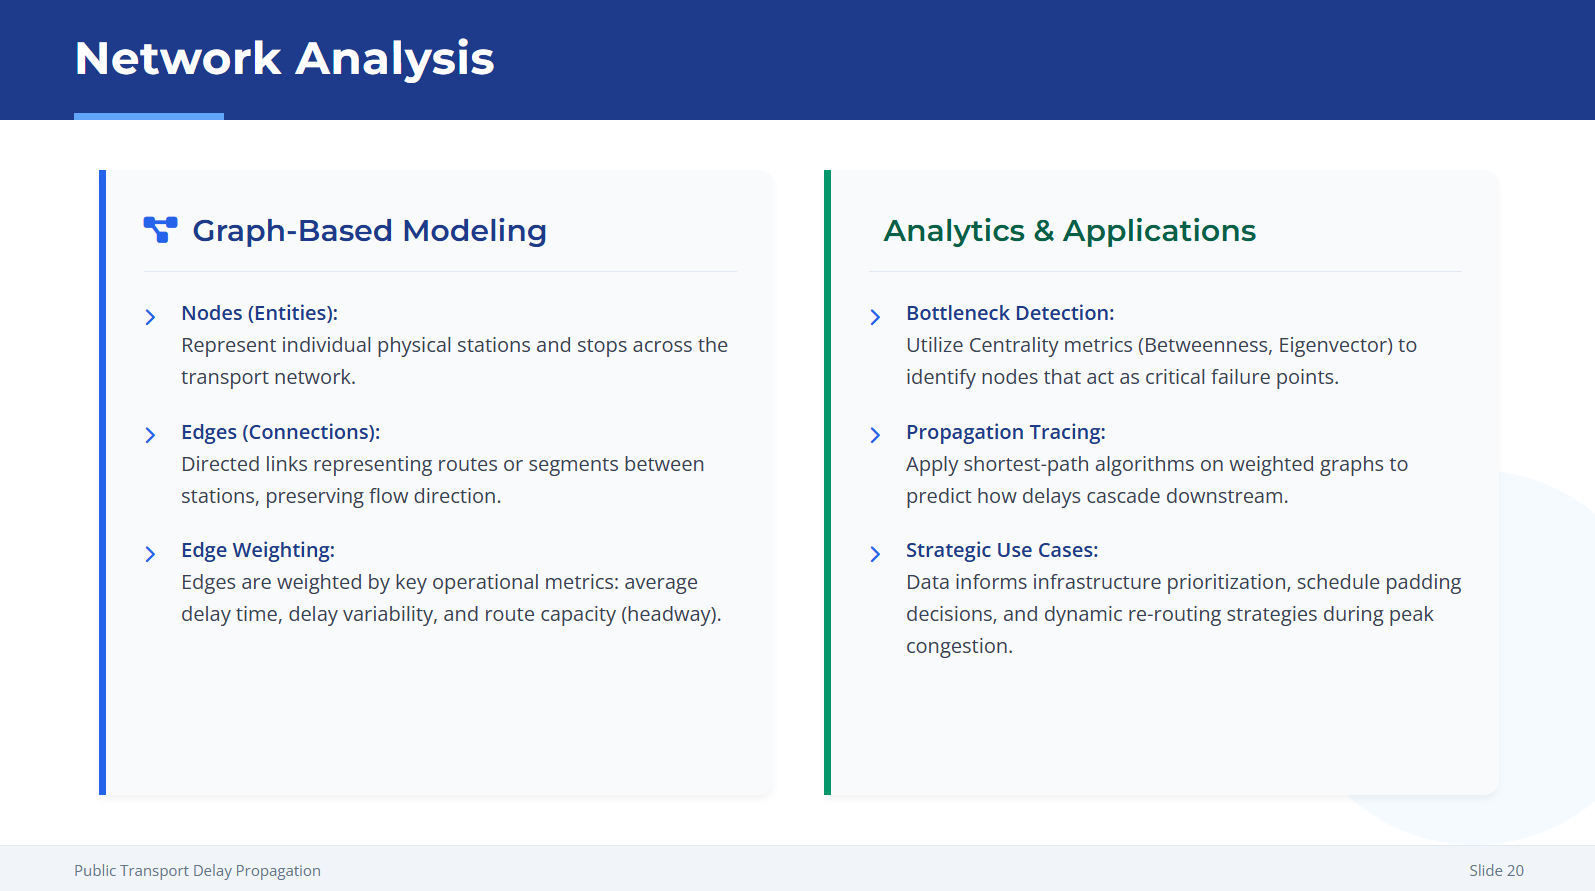 Network Analysis
Graph-Based Modeling
Nodes (Entities):
Represent individual physical stations and stops across the
transport network.
Edges (Connections):
Directed links representing routes or segments between
stations, preserving flow direction.
Edge Weighting:
Edges are weighted by key operational metrics: average
delay time, delay variability, and route capacity (headway).
Analytics & Applications
Bottleneck Detection:
Utilize Centrality metrics (Betweenness, Eigenvector) to
identify nodes that act as critical failure points.
Propagation Tracing:
Apply shortest-path algorithms on weighted graphs to
predict how delays cascade downstream.
Strategic Use Cases:
Data informs infrastructure prioritization, schedule padding
decisions, and dynamic re-routing strategies during peak
congestion.
Public Transport Delay Propagation
Slide 20